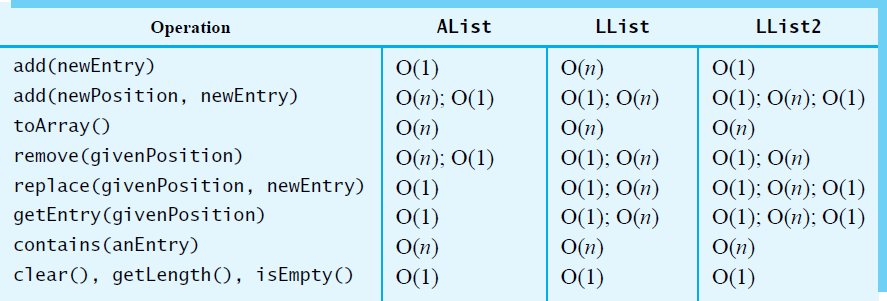 Operation AList LList LList2
add(newEntry) O(1) O(n) O(1)
add(newPosition, newEntry) O(n); O(1) O(1); O(n) O(1); O(n); O(1)
toArray() O(n) O(n) O(n)
remove(givenPosition) O(n); O(1) O(1); O(n) O(1); O(n)
replace(givenPosition, newEntry) O(1) O(1); O(n) O(1); O(n); O(1)
getEntry(givenPosition) O(1) O(1); O(n) O(1); O(n); O(1)
contains(anEntry) O(n) O(n) O(n)
clear(), getLength(), isEmpty() O(1) O(1) O(1)